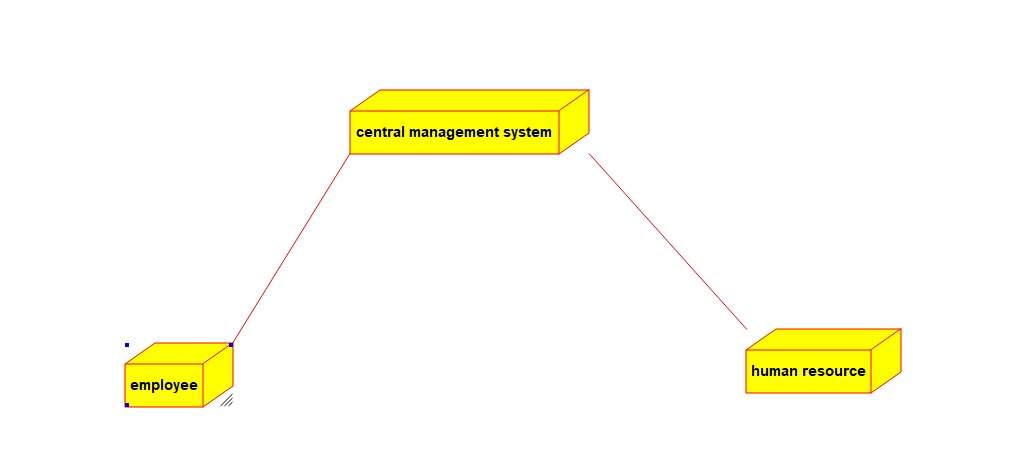 central management system
employee
human resource